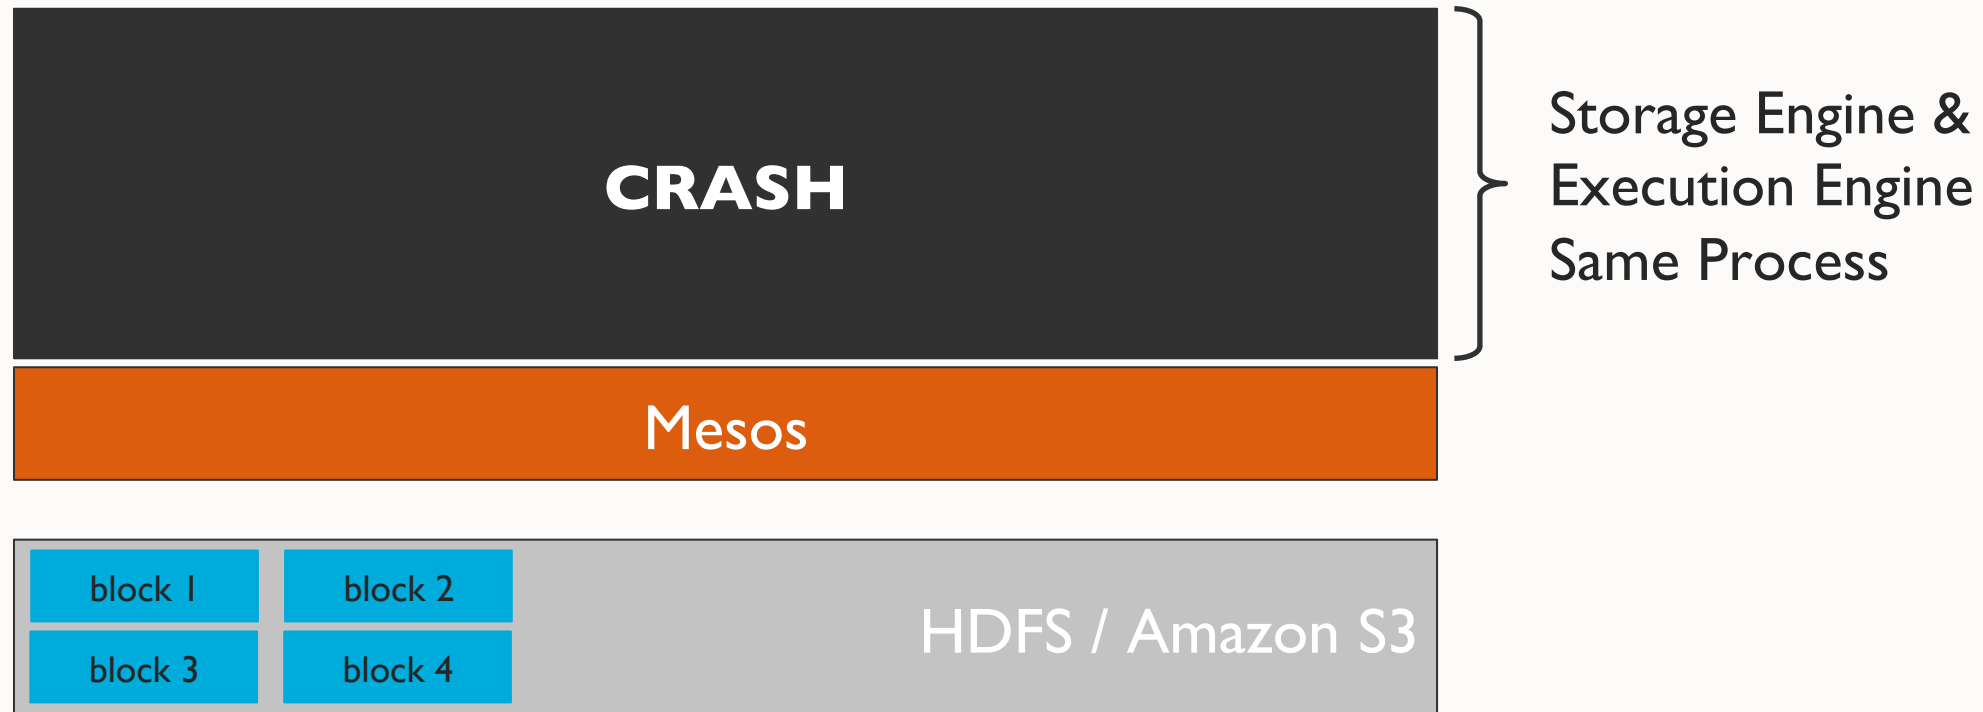 CRASH
Storage Engine &
Execution Engine
Same Process
Mesos
block 1
block 2
block 3
block 4
HDFS / Amazon S3